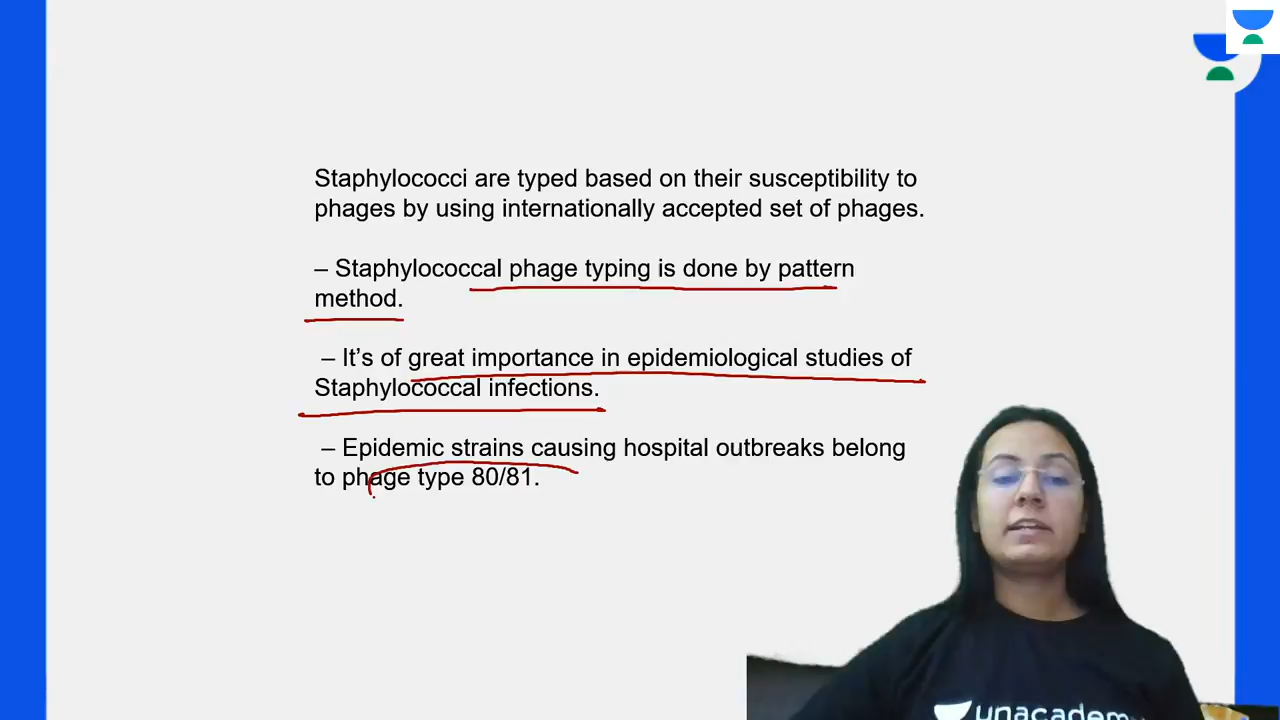 Staphylococci are typed based on their susceptibility to
phages by using internationally accepted set of phages.
– Staphylococcal phage typing is done by pattern
method.
– It’s of great importance in epidemiological studies of
Staphylococcal infections.
– Epidemic strains causing hospital outbreaks belong
to phage type 80/81.
unacademy